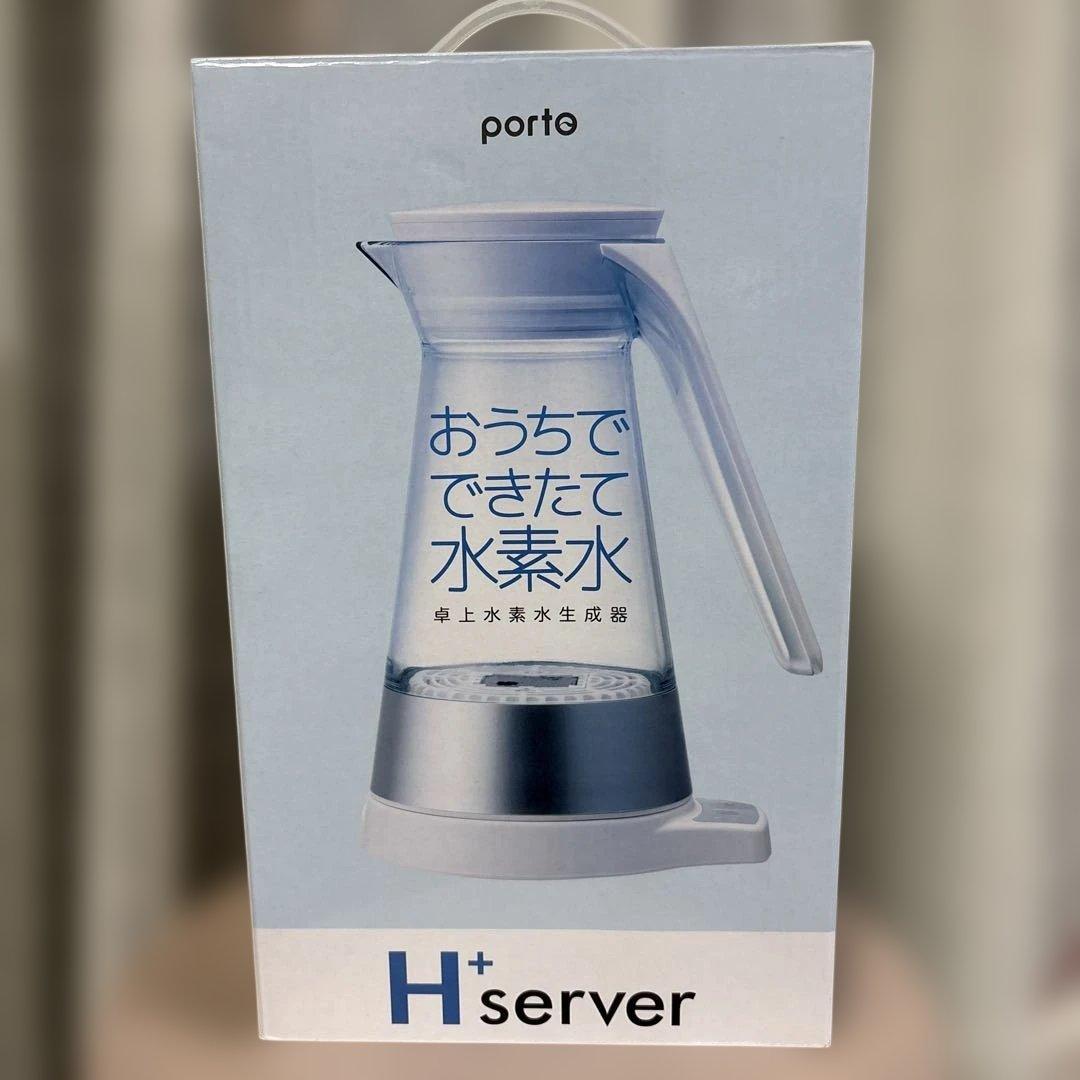 porto
おうちで
できたて
水素水
卓上水素水生成器
H+ server